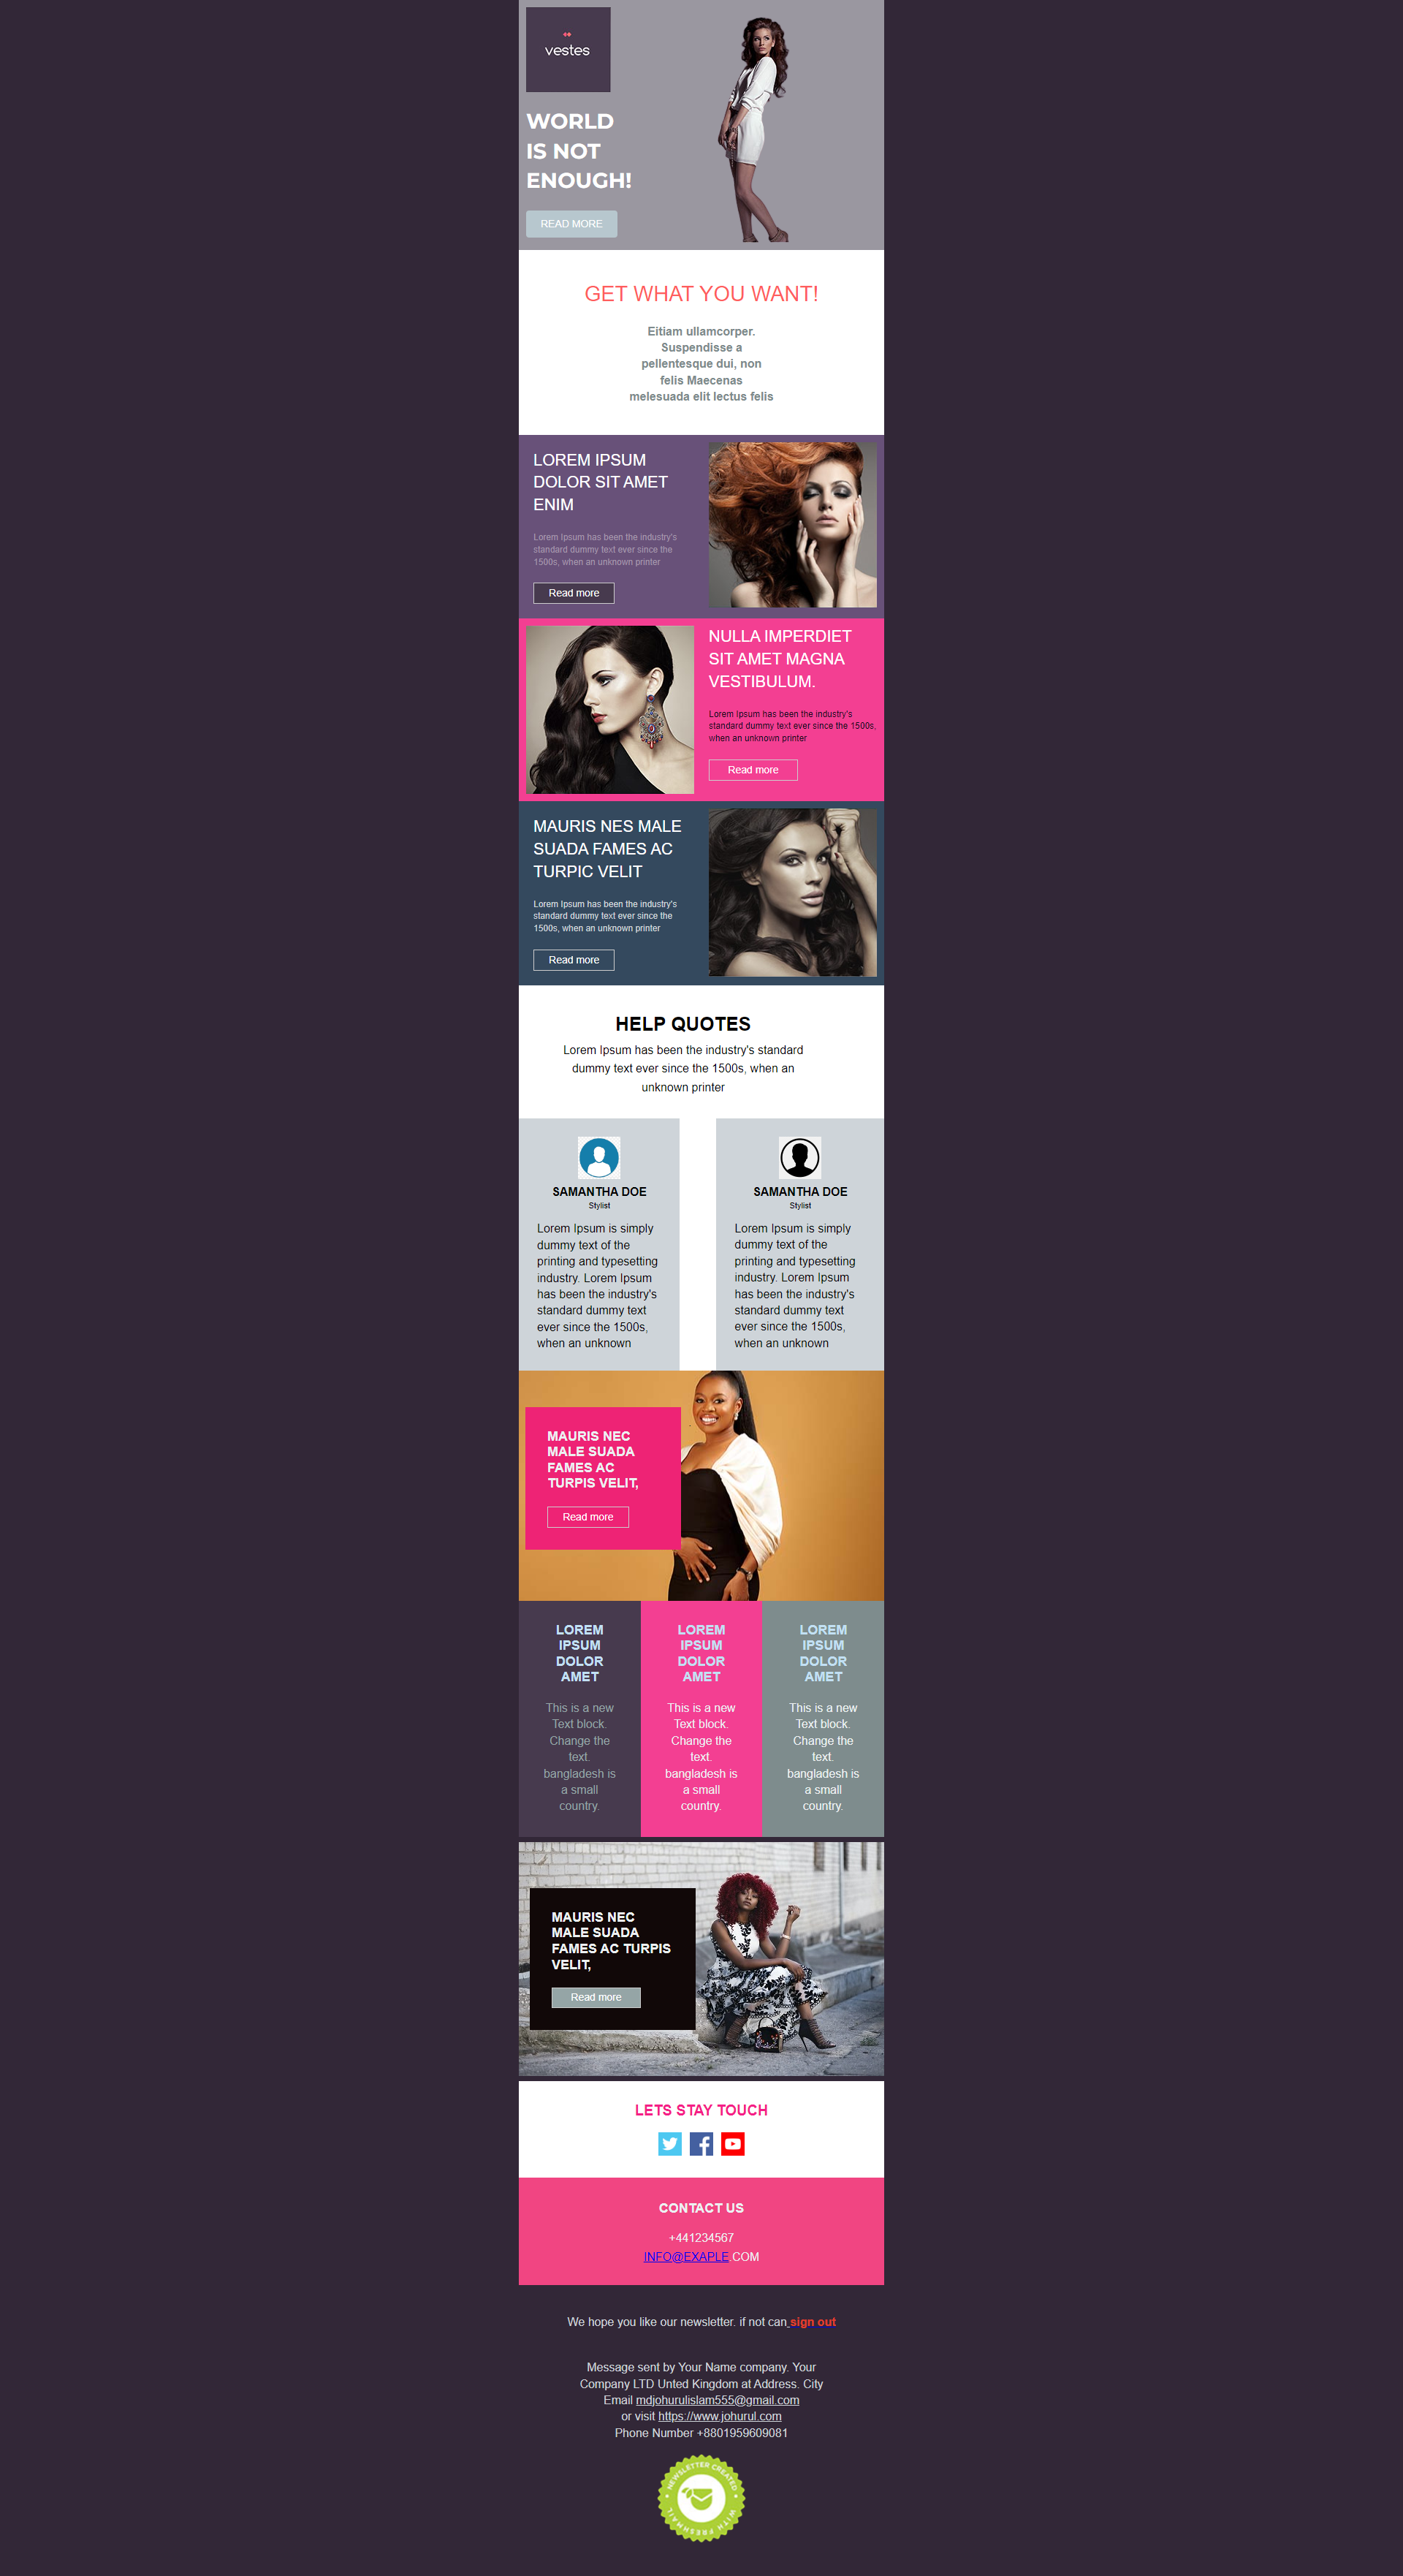 vestes
WORLD
IS NOT
ENOUGH!
READ MORE
GET WHAT YOU WANT!
Eitiam ullamcorper.
Suspendisse a
pellentesque dui, non
felis Maecenas
melesuada elit lectus felis
LOREM IPSUM
DOLOR SIT AMET
ENIM
Lorem Ipsum has been the industry's
standard dummy text ever since the
1500s, when an unknown printer
Read more
NULLA IMPERDIET
SIT AMET MAGNA
VESTIBULUM.
Lorem Ipsum has been the industry's
standard dummy text ever since the 1500s,
when an unknown printer
Read more
MAURIS NES MALE
SUADA FAMES AC
TURPIC VELIT
Lorem Ipsum has been the industry's
standard dummy text ever since the
1500s, when an unknown printer
Read more
HELP QUOTES
Lorem Ipsum has been the industry's standard
dummy text ever since the 1500s, when an
unknown printer
SAMANTHA DOE
Stylist
Lorem Ipsum is simply
dummy text of the
printing and typesetting
industry. Lorem Ipsum
has been the industry's
standard dummy text
ever since the 1500s,
when an unknown
SAMANTHA DOE
Stylist
Lorem Ipsum is simply
dummy text of the
printing and typesetting
industry. Lorem Ipsum
has been the industry's
standard dummy text
ever since the 1500s,
when an unknown
MAURIS NEC
MALE SUADA
FAMES AC
TURPIS VELIT,
Read more
LOREM
IPSUM
DOLOR
AMET
This is a new
Text block.
Change the
text.
bangladesh is
a small
country.
LOREM
IPSUM
DOLOR
AMET
This is a new
Text block.
Change the
text.
bangladesh is
a small
country.
LOREM
IPSUM
DOLOR
AMET
This is a new
Text block.
Change the
text.
bangladesh is
a small
country.
MAURIS NEC
MALE SUADA
FAMES AC TURPIS
VELIT,
Read more
LETS STAY TOUCH
CONTACT US
+441234567
INFO@EXAPLE.COM
We hope you like our newsletter. if not can sign out
Message sent by Your Name company. Your
Company LTD Unted Kingdom at Address. City
Email mdjohurulislam555@gmail.com
or visit https://www.johurul.com
Phone Number +8801959609081
NEWSLETTER CREATED
WITH FRESHMAIL